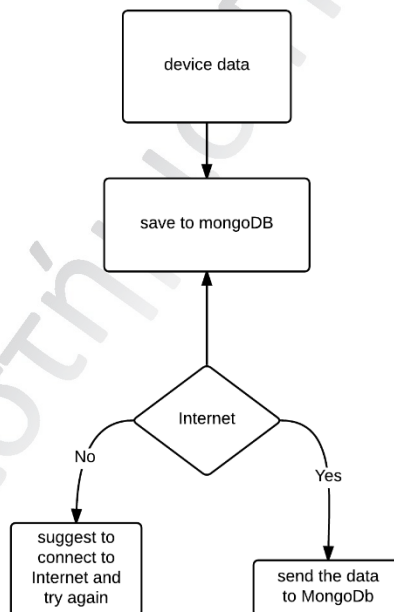 device data
save to mongoDB
Internet
No
Yes
suggest to
connect to
Internet and
try again
send the data
to MongoDb